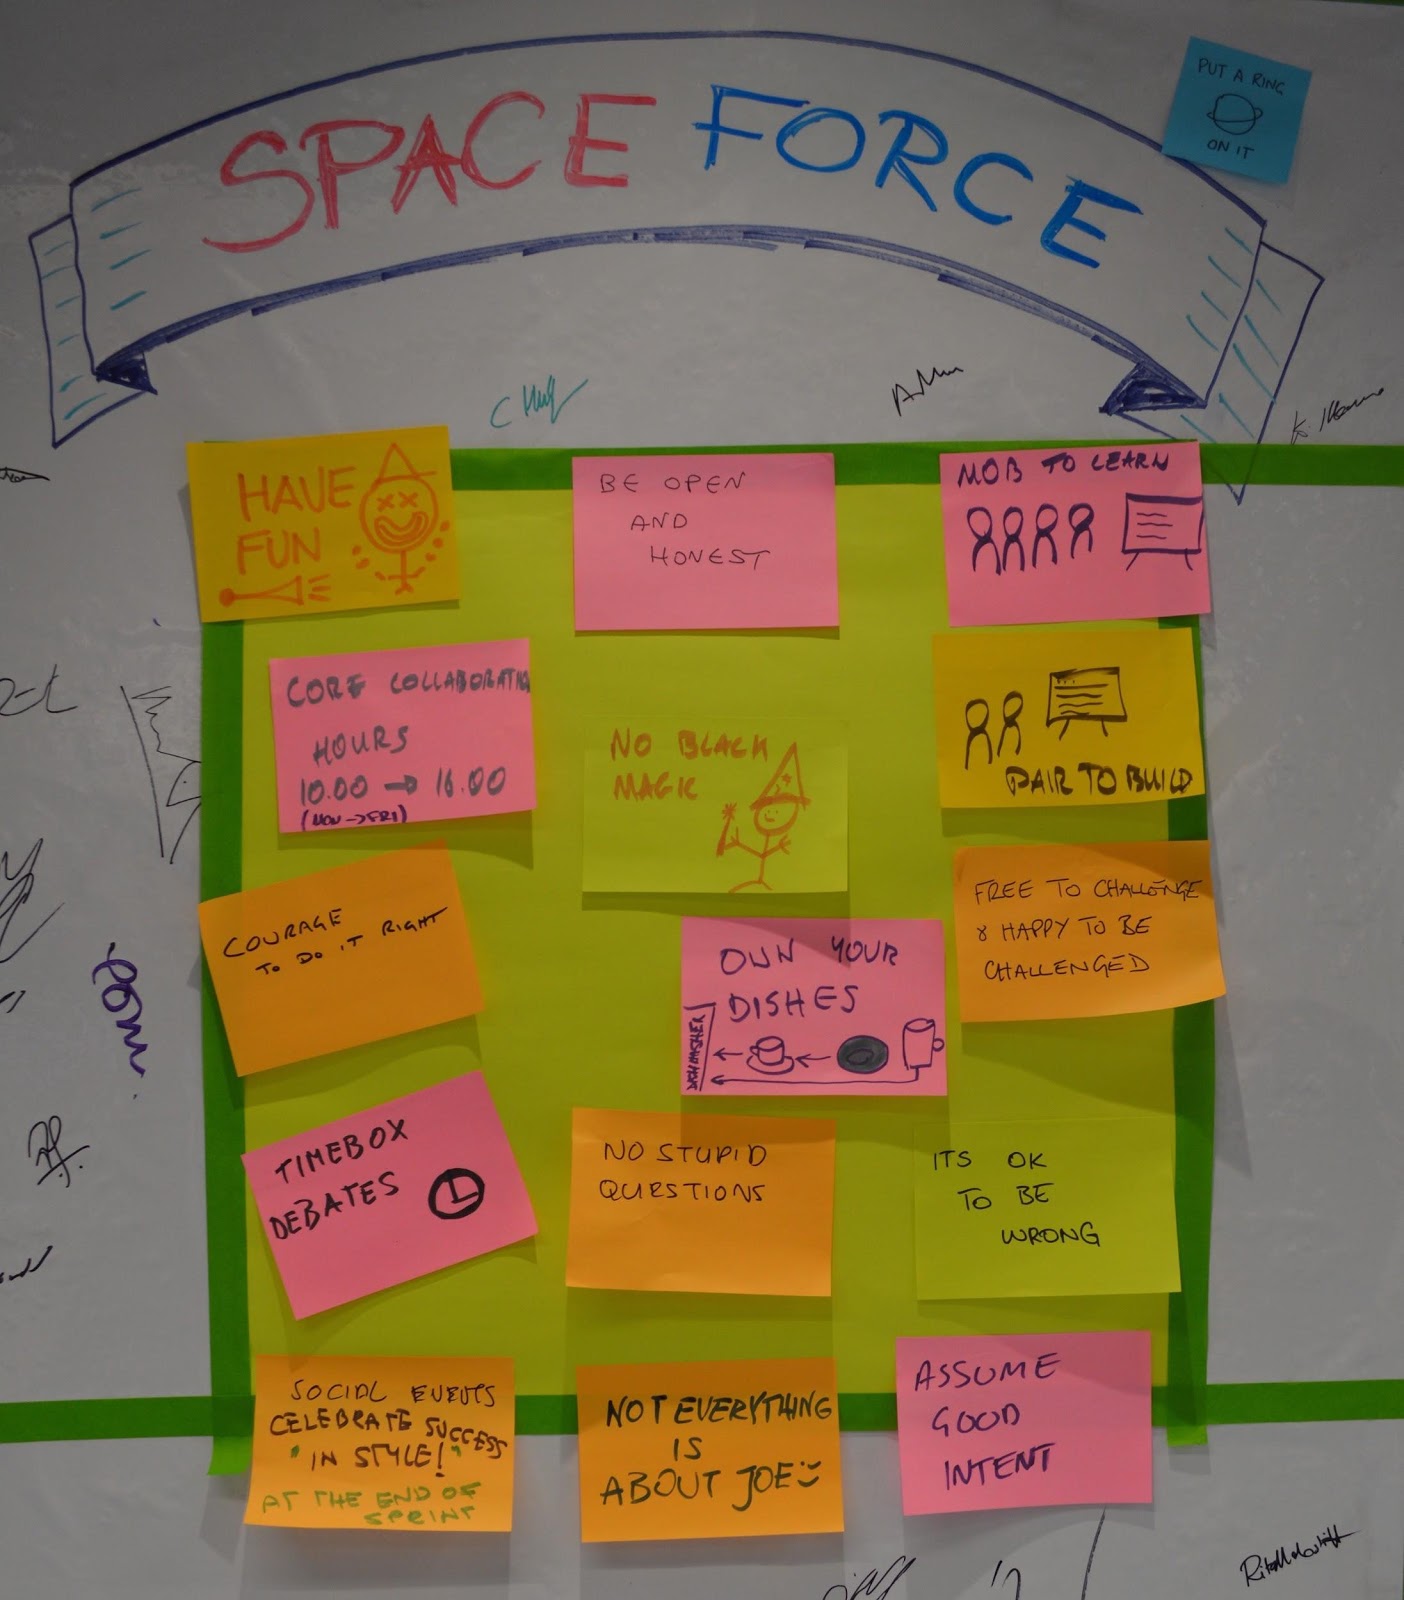 SPACE FORCE
PUT A RING
ON IT
HAVE
FUN
BE OPEN
AND
HONEST
MOB TO LEARN
CORE COLLABORATION
HOURS
10.00 → 16.00
(MON → FRI)
NO BLACK
MAGIC
PAIR TO BUILD
COURAGE
TO DO IT RIGHT
OWN YOUR
DISHES
DISHWASHER
FREE TO CHALLENGE
& HAPPY TO BE
CHALLENGED
TIMEBOX
DEBATES
NO STUPID
QUESTIONS
ITS OK
TO BE
WRONG
SOCIAL EVENTS
CELEBRATE SUCCESS
"IN STYLE!"
AT THE END OF
SPRINT
NOT EVERYTHING
IS
ABOUT JOE
ASSUME
GOOD
INTENT